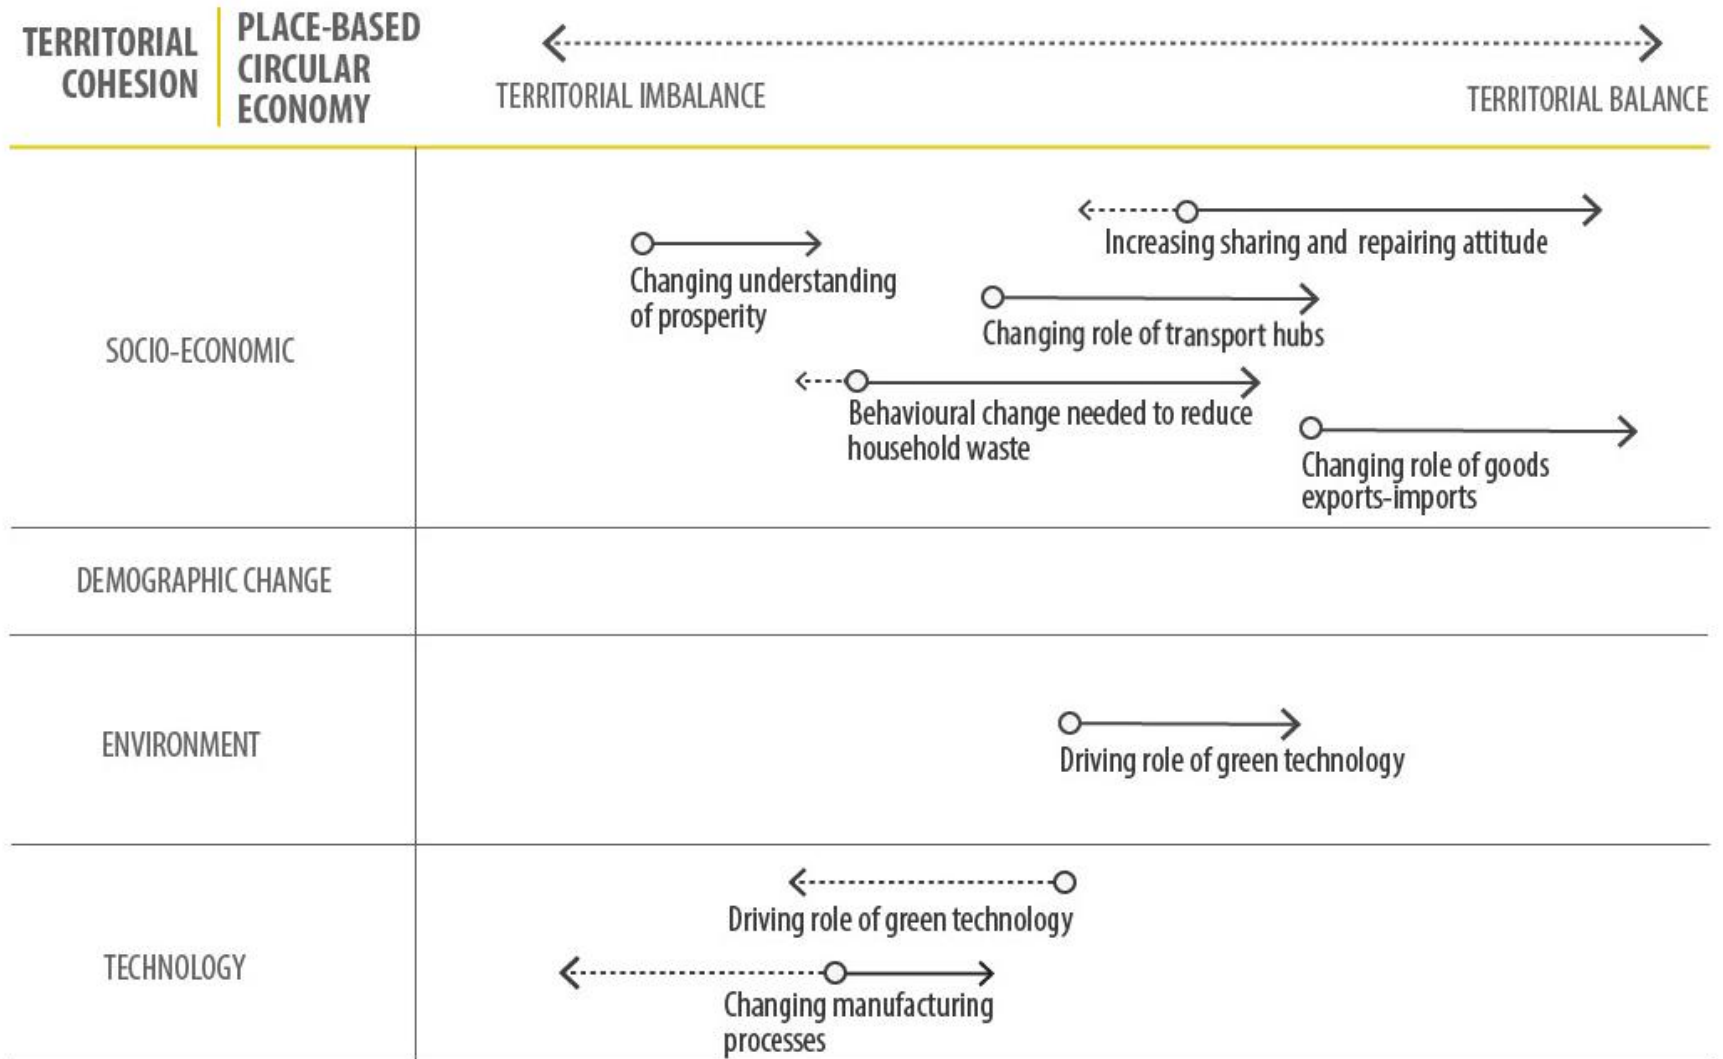 TERRITORIAL
COHESION
PLACE-BASED
CIRCULAR
ECONOMY
TERRITORIAL IMBALANCE
TERRITORIAL BALANCE
SOCIO-ECONOMIC
Increasing sharing and repairing attitude
Changing understanding
of prosperity
Changing role of transport hubs
Behavioural change needed to reduce
household waste
Changing role of goods
exports-imports
DEMOGRAPHIC CHANGE
ENVIRONMENT
Driving role of green technology
TECHNOLOGY
Driving role of green technology
Changing manufacturing
processes